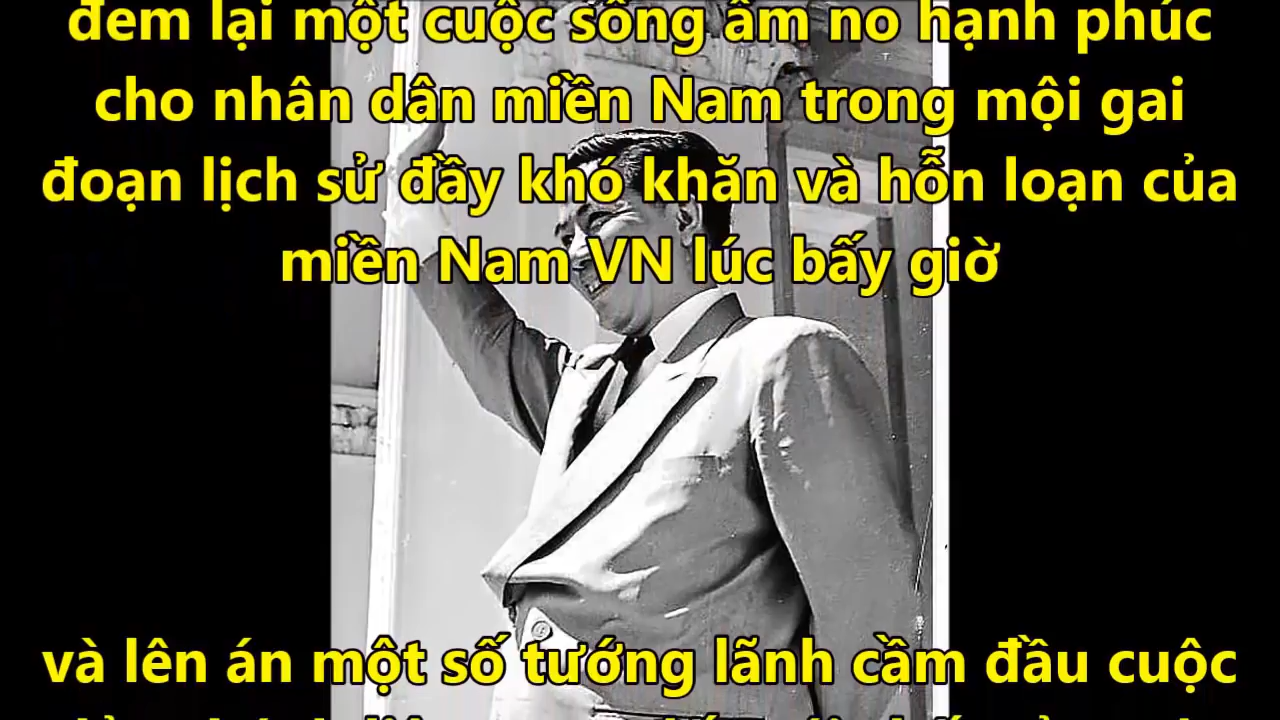 đem lại một cuộc sống ấm no hạnh phúc
cho nhân dân miền Nam trong mội gai
đoạn lịch sử đầy khó khăn và hỗn loạn của
miền Nam VN lúc bấy giờ
và lên án một số tướng lãnh cầm đầu cuộc